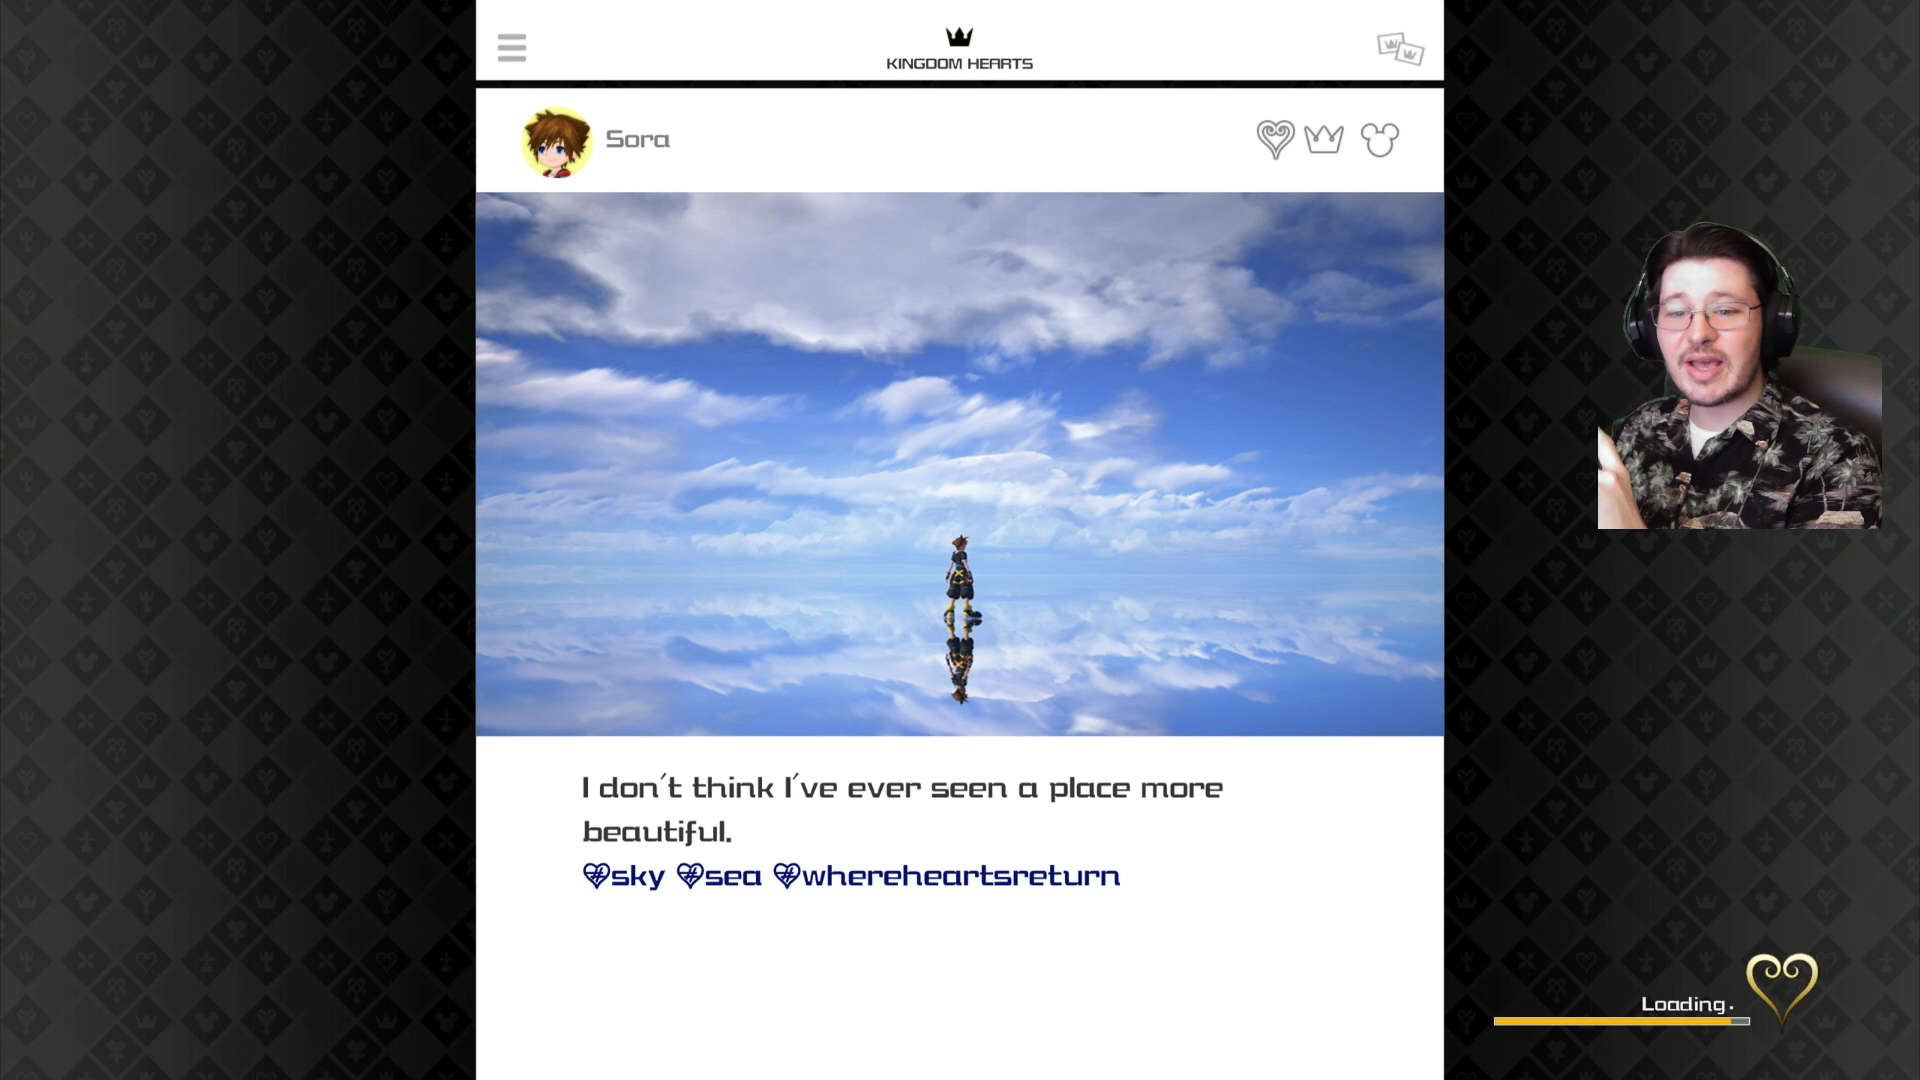 KINGDOM HEARTS
Sora
I don't think I've ever seen a place more
beautiful.
#sky #sea #whereheartsreturn
Loading.